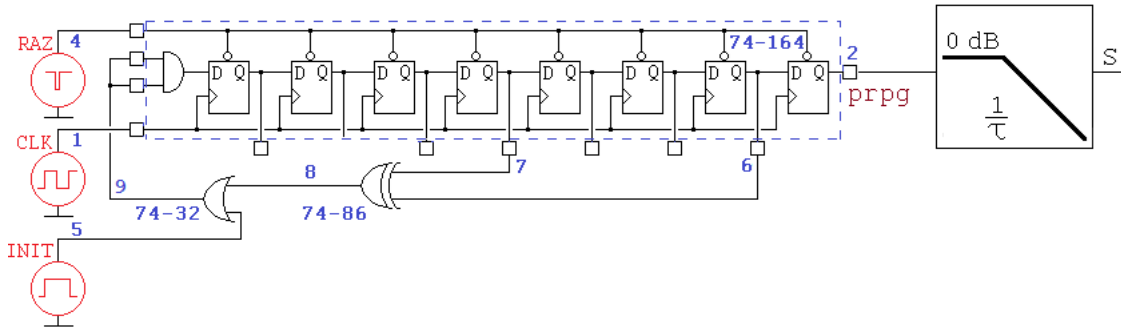 RAZ
4
74-164
2
0 dB
S
D Q D Q D Q D Q D Q D Q D Q D Q
prpg
1
τ
CLK
1
9
8
7
6
74-32
74-86
5
INIT